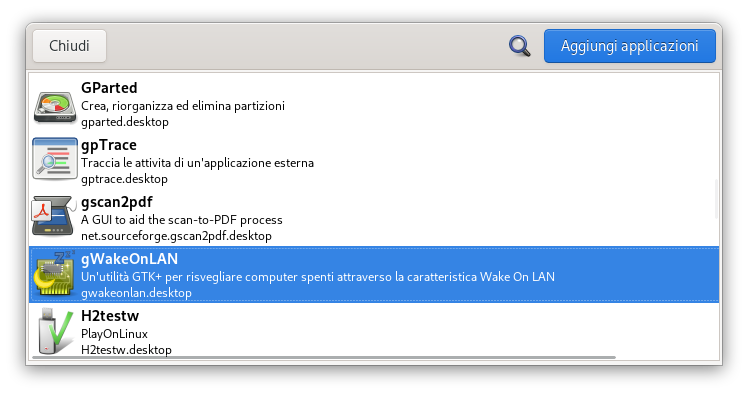 Chiudi
Aggiungi applicazioni
GParted
Crea, riorganizza ed elimina partizioni
gparted.desktop
gpTrace
Traccia le attivita di un'applicazione esterna
gptrace.desktop
gscan2pdf
A GUI to aid the scan-to-PDF process
net.sourceforge.gscan2pdf.desktop
gWakeOnLAN
Un'utilità GTK+ per risvegliare computer spenti attraverso la caratteristica Wake On LAN
gwakeonlan.desktop
H2testw
PlayOnLinux
H2testw.desktop